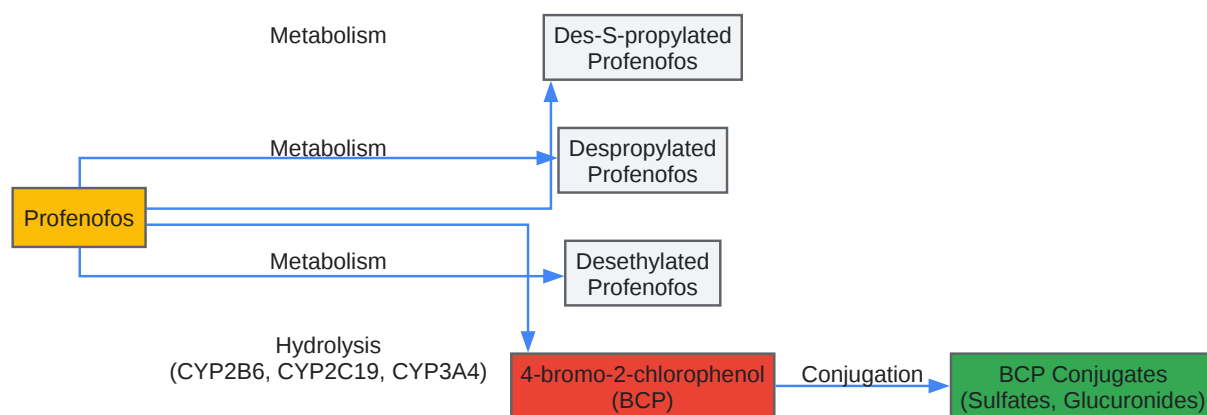 Metabolism
Des-S-propylated
Profenofos
Metabolism
Despropylated
Profenofos
Profenofos
Metabolism
Desethylated
Profenofos
Hydrolysis
(CYP2B6, CYP2C19, CYP3A4)
4-bromo-2-chlorophenol
(BCP)
Conjugation
BCP Conjugates
(Sulfates, Glucuronides)